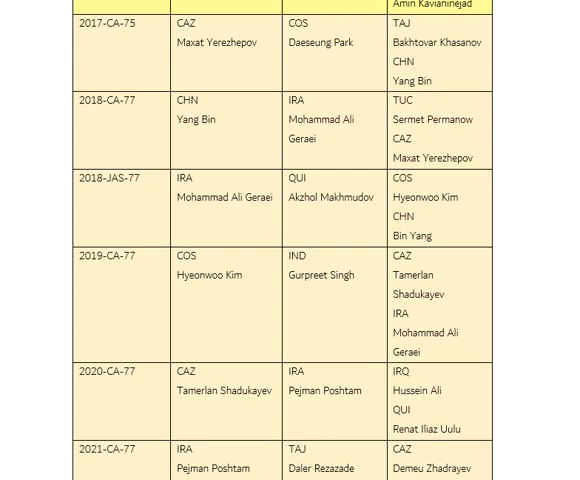 Amin Kavianinejad
2017-CA-75
CAZ
Maxat Yerezhepov
COS
Daeseung Park
TAJ
Bakhtovar Khasanov
CHN
Yang Bin
2018-CA-77
CHN
Yang Bin
IRA
Mohammad Ali
Geraei
TUC
Sermet Permanow
CAZ
Maxat Yerezhepov
2018-JAS-77
IRA
Mohammad Ali Geraei
QUI
Akzhol Makhmudov
COS
Hyeonwoo Kim
CHN
Bin Yang
2019-CA-77
COS
Hyeonwoo Kim
IND
Gurpreet Singh
CAZ
Tamerlan
Shadukayev
IRA
Mohammad Ali
Geraei
2020-CA-77
CAZ
Tamerlan Shadukayev
IRA
Pejman Poshtam
IRQ
Hussein Ali
QUI
Renat Iliaz Uulu
2021-CA-77
IRA
Pejman Poshtam
TAJ
Daler Rezazade
CAZ
Demeu Zhadrayev